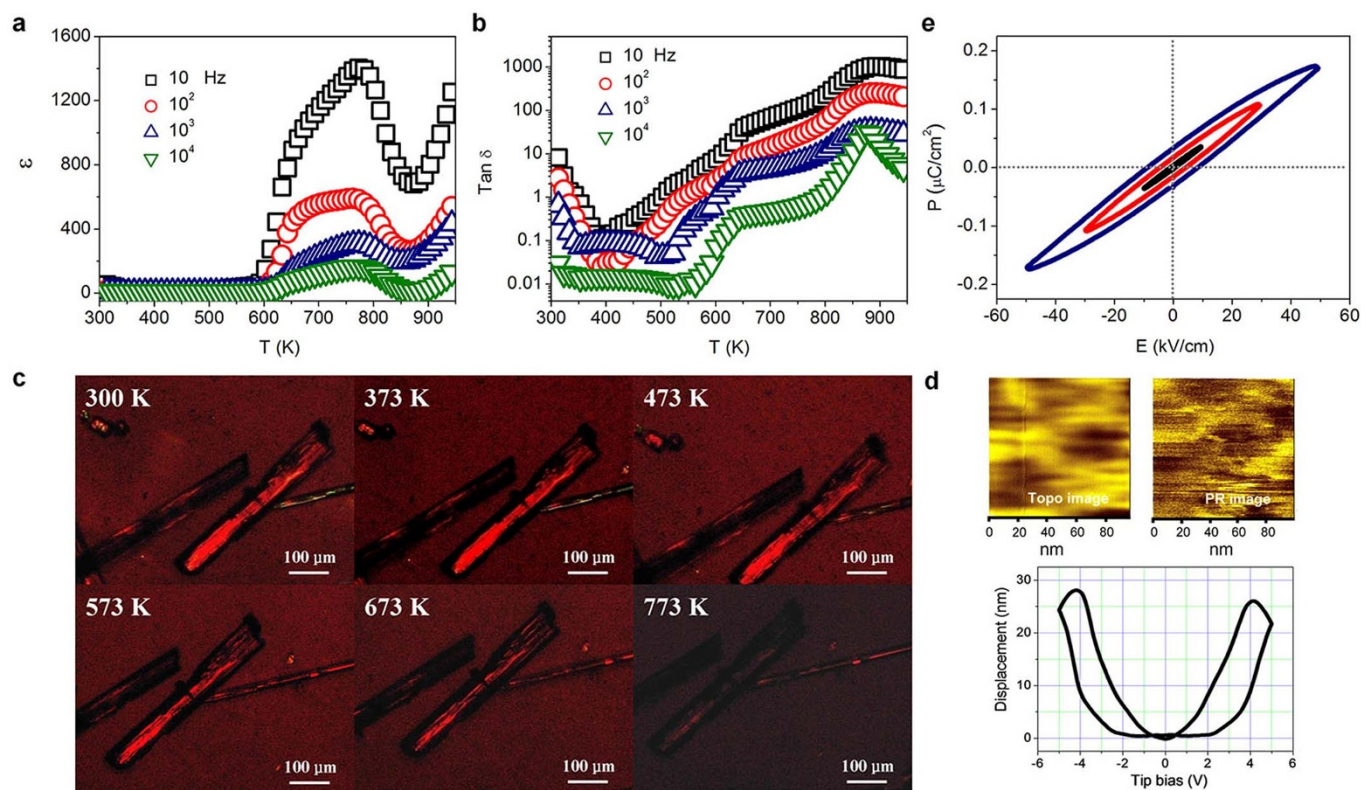 a
1600
1200
800
400
0
ε
10 Hz
10²
10³
10⁴
300 400 500 600 700 800 900
T (K)
b
1000
100
10
1
0.1
0.01
Tan δ
10 Hz
10²
10³
10⁴
300 400 500 600 700 800 900
T (K)
e
0.2
0.1
0.0
-0.1
-0.2
P (μC/cm²)
-60 -40 -20 0 20 40 60
E (kV/cm)
c
300 K
100 μm
373 K
100 μm
473 K
100 μm
573 K
100 μm
673 K
100 μm
773 K
100 μm
d
Topo image
0 20 40 60 80
nm
PR image
0 20 40 60 80
nm
30
20
10
0
Displacement (nm)
-6 -4 -2 0 2 4 6
Tip bias (V)